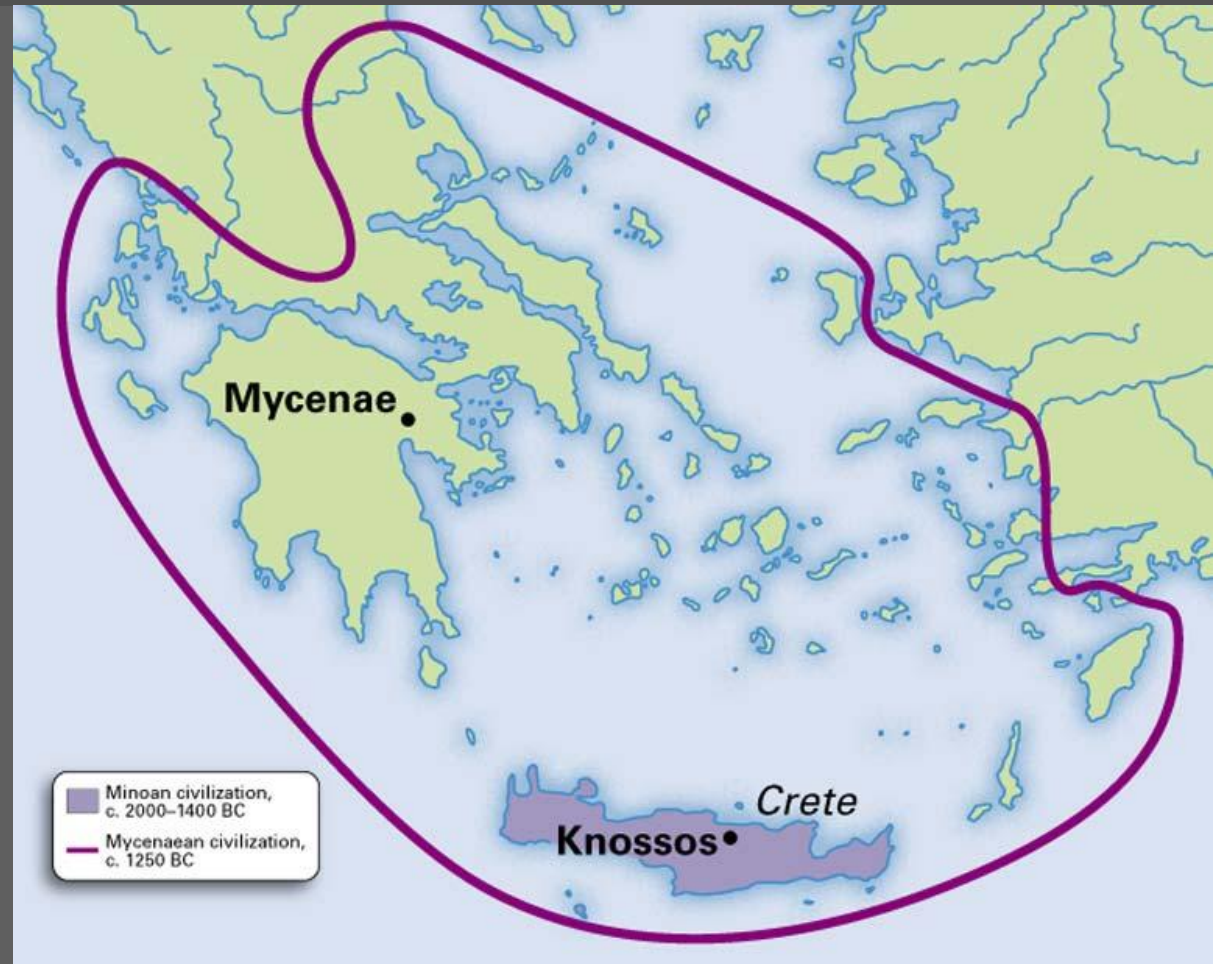 Mycenae
Crete
Knossos
Minoan civilization,
c. 2000–1400 BC
Mycenaean civilization,
c. 1250 BC